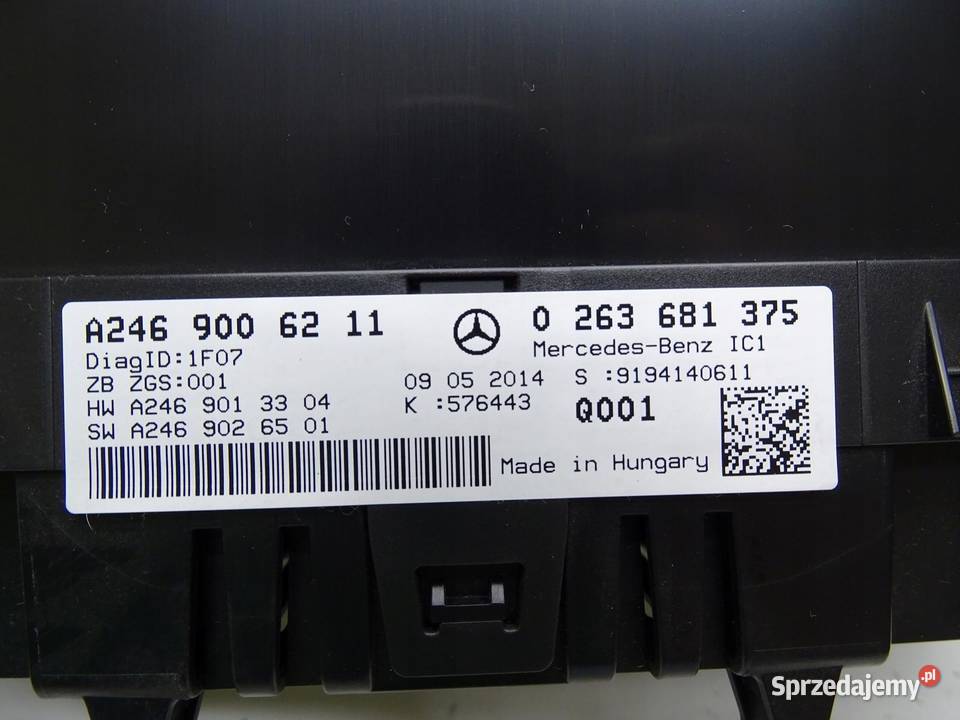 A246 900 62 11
0 263 681 375
DiagID:1F07
Mercedes-Benz IC1
ZB ZGS:001
09 05 2014
S :9194140611
HW A246 901 33 04
K :576443
Q001
SW A246 902 65 01
Made in Hungary
Sprzedajemy.pl